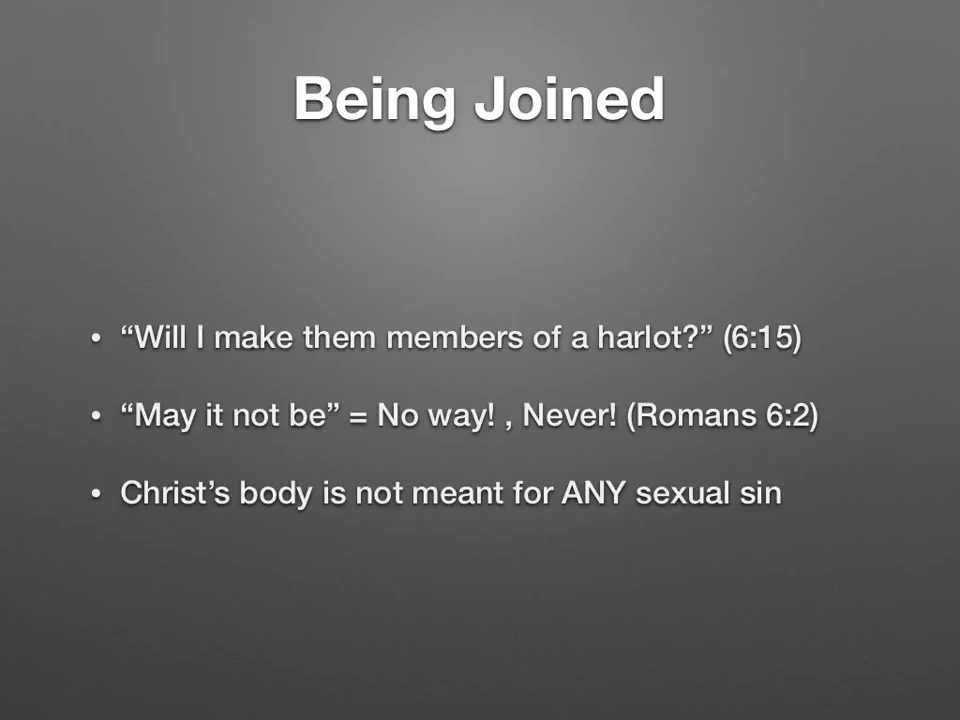 Being Joined
• “Will I make them members of a harlot?” (6:15)
• “May it not be” = No way! , Never! (Romans 6:2)
• Christ’s body is not meant for ANY sexual sin